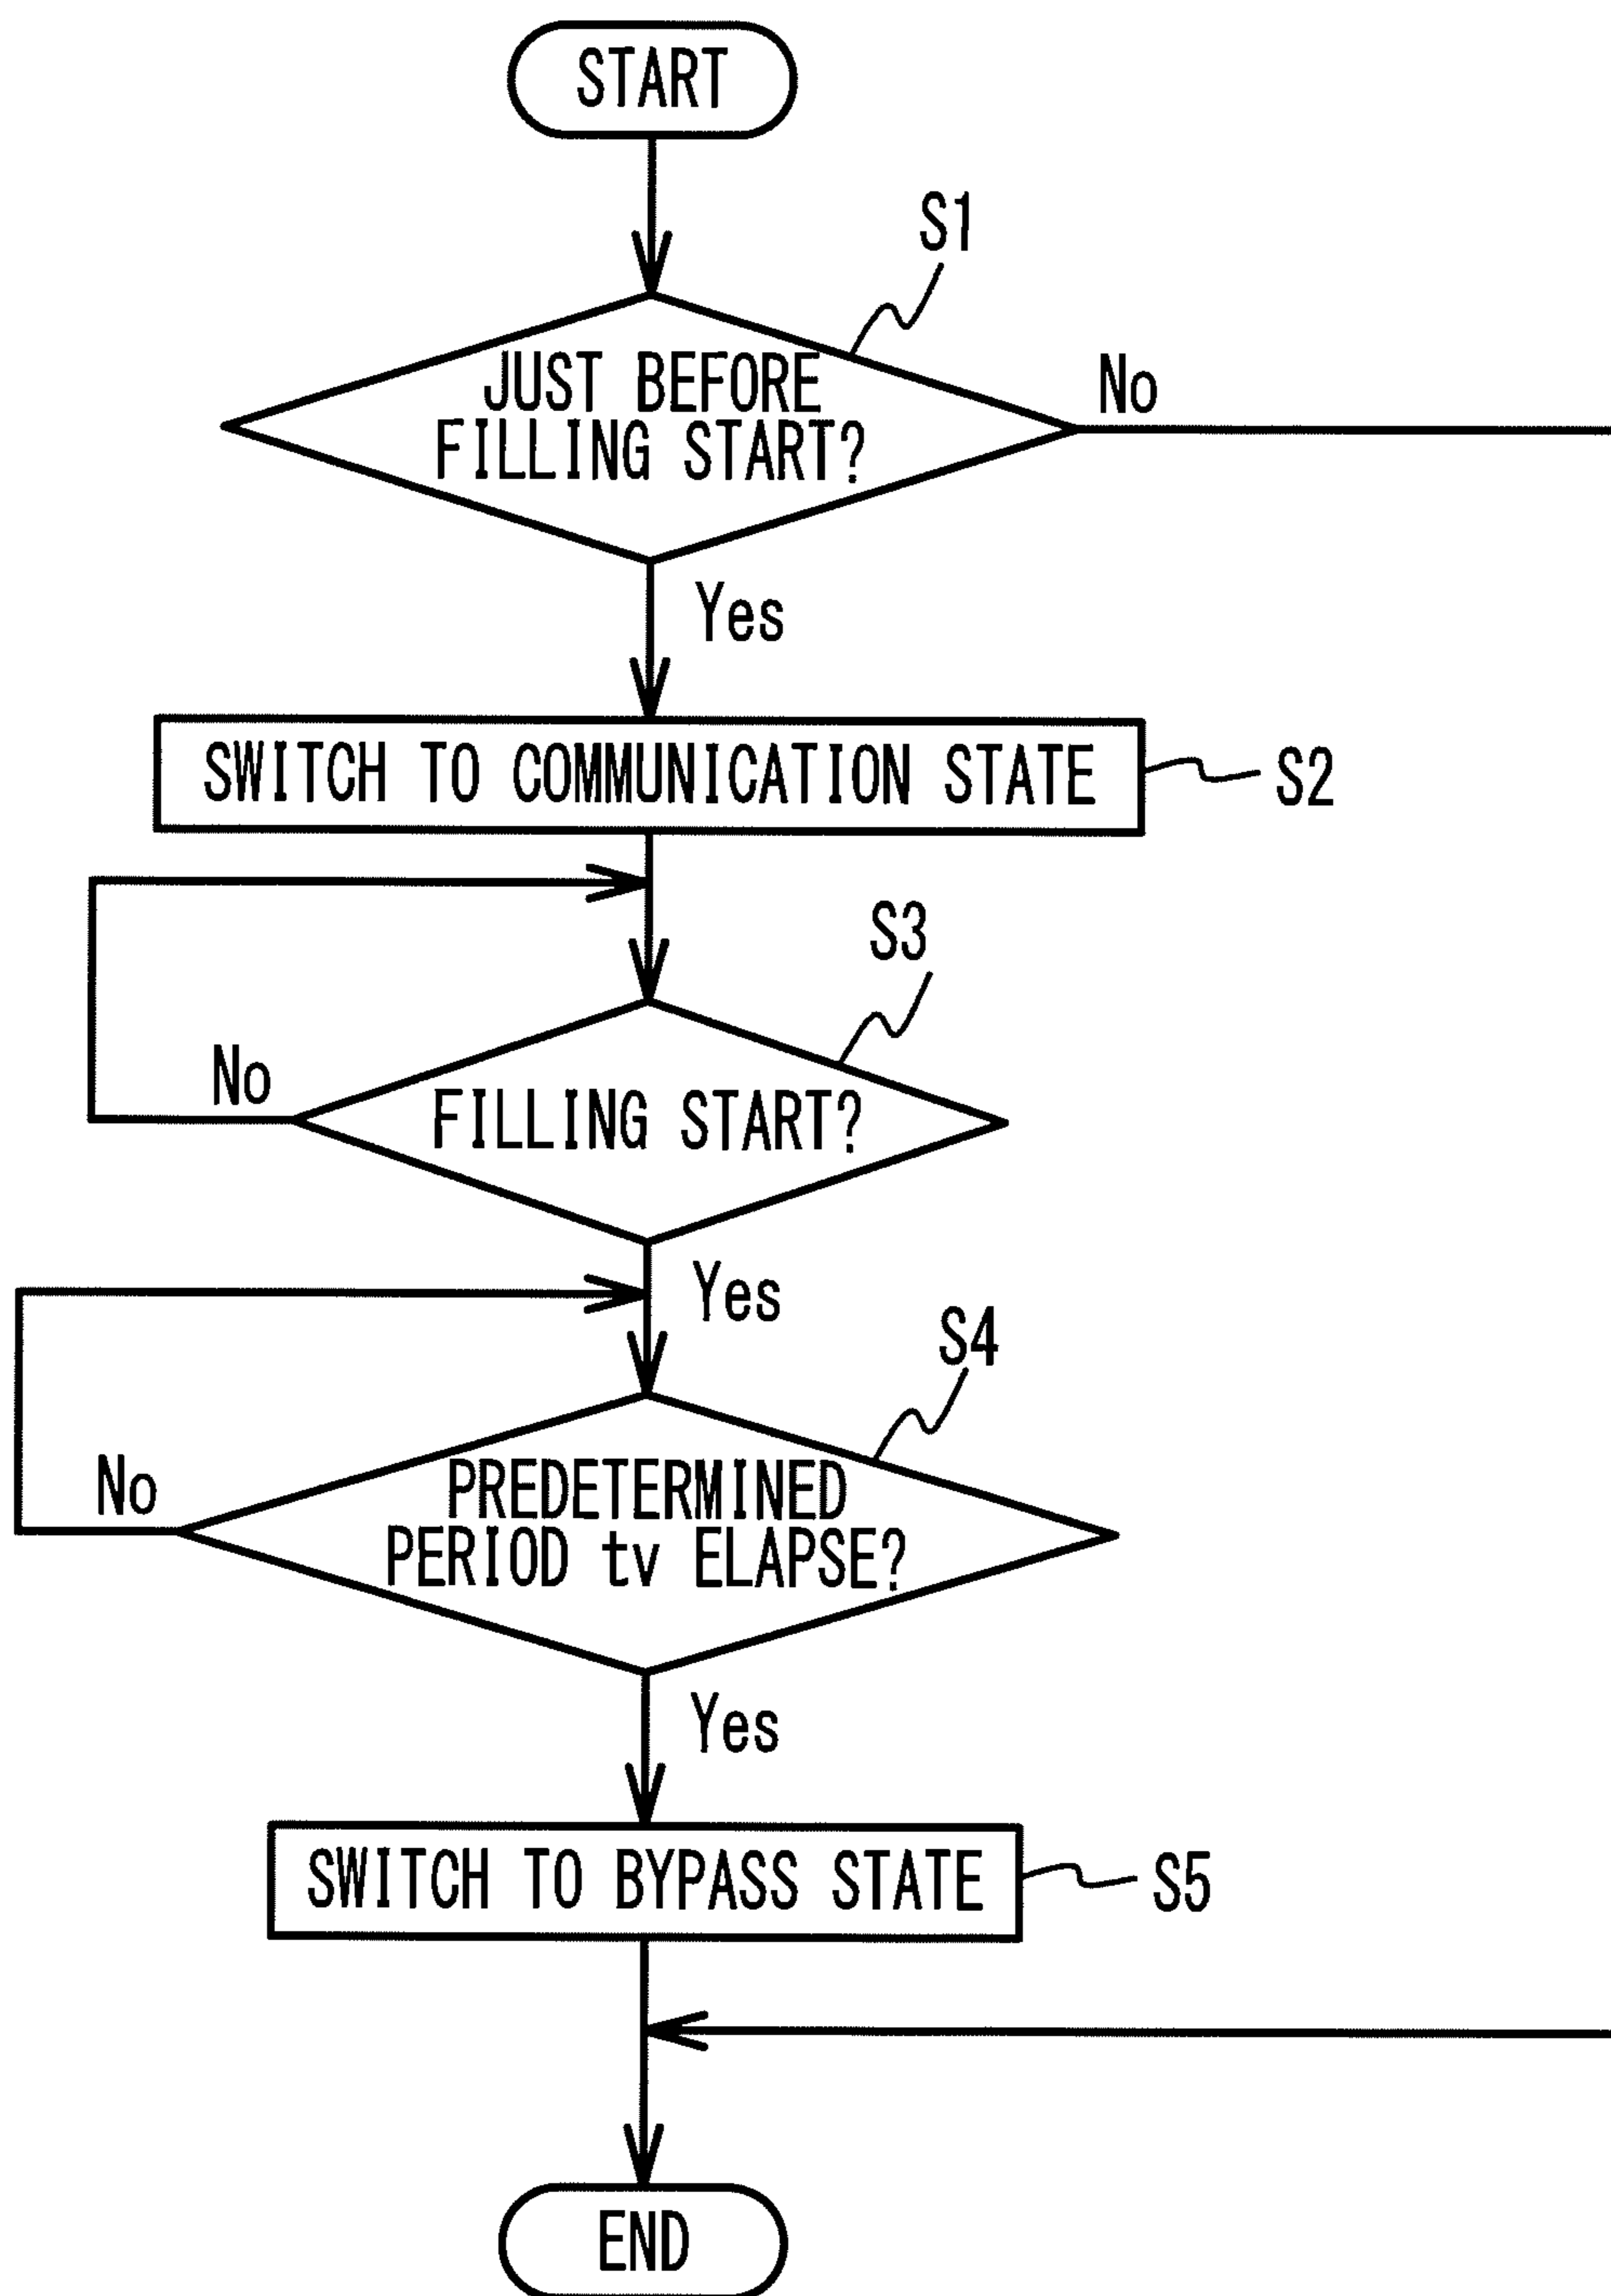 START
S1
JUST BEFORE
FILLING START?
No
Yes
SWITCH TO COMMUNICATION STATE
S2
S3
No
FILLING START?
Yes
S4
No
PREDETERMINED
PERIOD tv ELAPSE?
Yes
SWITCH TO BYPASS STATE
S5
END